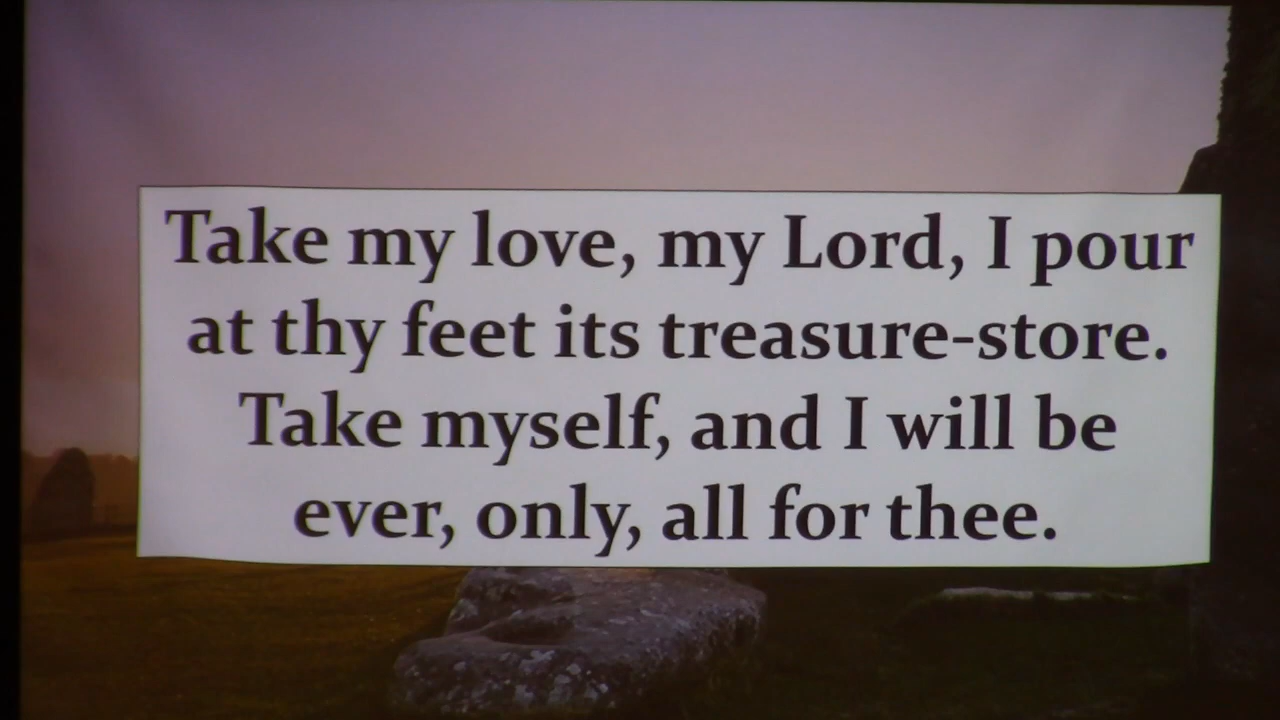 Take my love, my Lord, I pour
at thy feet its treasure-store.
Take myself, and I will be
ever, only, all for thee.